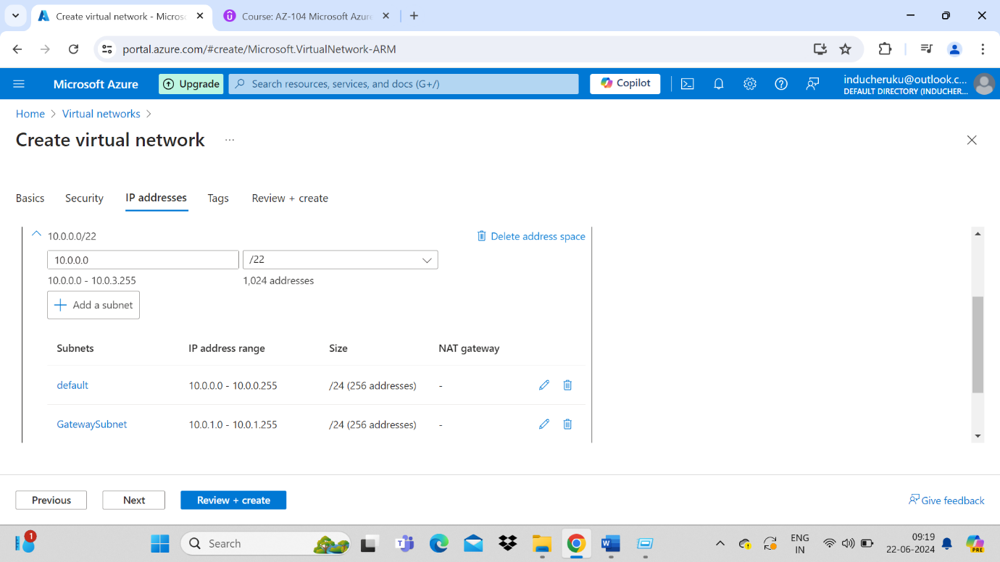 Create virtual network - Micros
Course: AZ-104 Microsoft Azur
portal.azure.com/#create/Microsoft.VirtualNetwork-ARM
Microsoft Azure
Upgrade
Search resources, services, and docs (G+/)
Copilot
inducheruku@outlook.c...
DEFAULT DIRECTORY (INDUCHER...
Home > Virtual networks >
Create virtual network ...
Basics Security IP addresses Tags Review + create
10.0.0.0/22
Delete address space
10.0.0.0 /22
10.0.0.0 - 10.0.3.255 1,024 addresses
+ Add a subnet
Subnets IP address range Size NAT gateway
default 10.0.0.0 - 10.0.0.255 /24 (256 addresses) -
GatewaySubnet 10.0.1.0 - 10.0.1.255 /24 (256 addresses) -
Previous Next Review + create Give feedback
1
Search
ENG
IN
09:19
22-06-2024
PRE